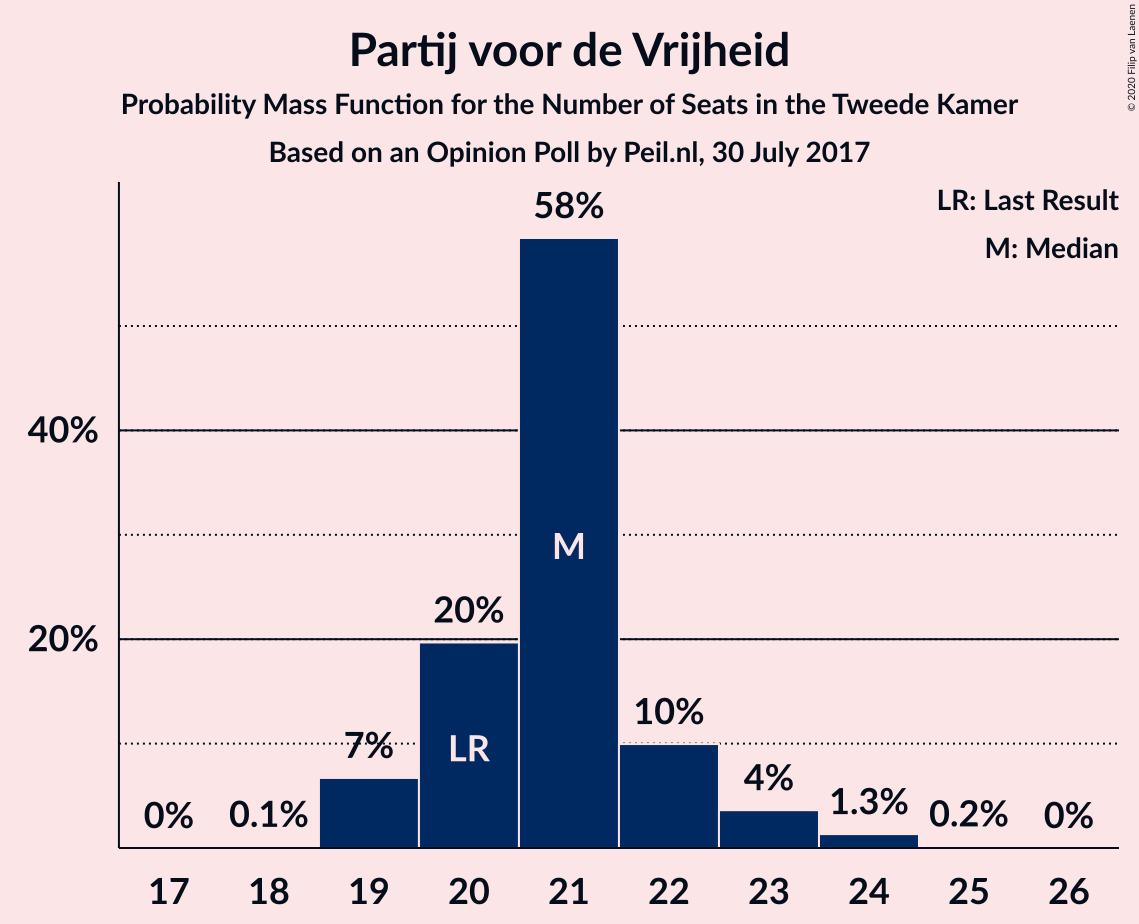 Partij voor de Vrijheid
Probability Mass Function for the Number of Seats in the Tweede Kamer
Based on an Opinion Poll by Peil.nl, 30 July 2017
© 2020 Filip van Laenen
LR: Last Result
M: Median
40%
20%
0%
0.1%
7%
20%
58%
10%
4%
1.3%
0.2%
0%
LR
M
17 18 19 20 21 22 23 24 25 26